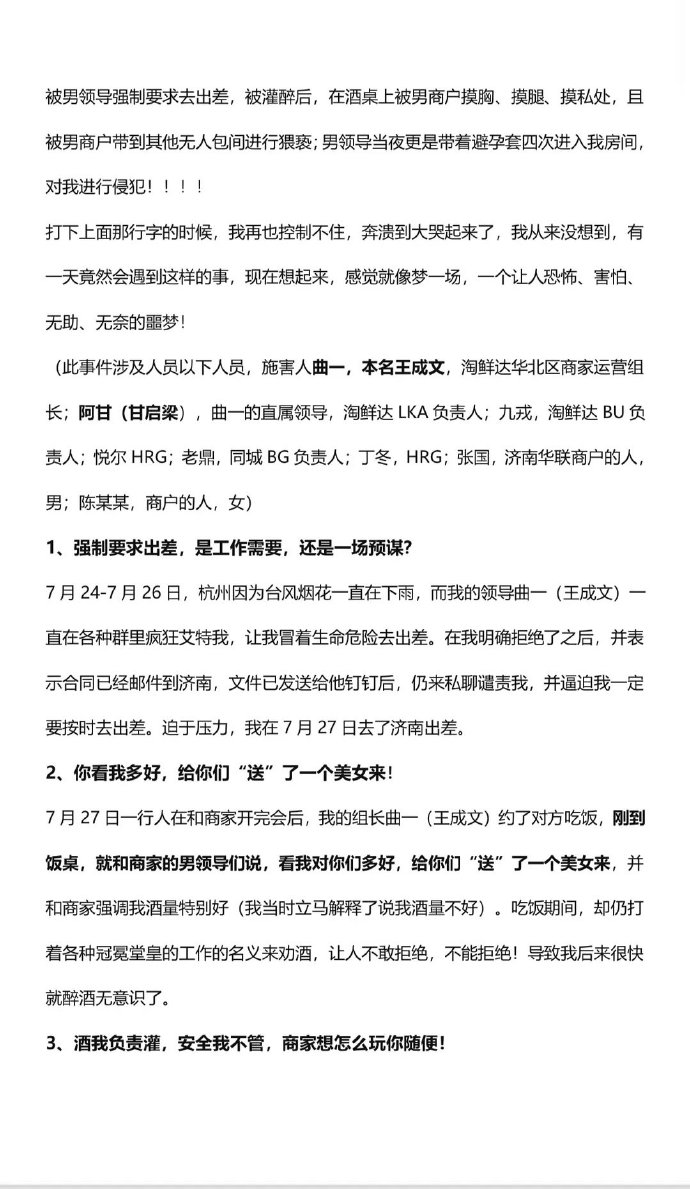 被男领导强制要求去出差，被灌醉后，在酒桌上被男商户摸胸、摸腿、摸私处，且
被男商户带到其他无人包间进行猥亵；男领导当夜更是带着避孕套四次进入我房间，
对我进行侵犯！！！！
打下上面那行字的时候，我再也控制不住，奔溃到大哭起来了，我从来没想到，有
一天竟然会遇到这样的事，现在想起来，感觉就像梦一场，一个让人恐怖、害怕、
无助、无奈的噩梦！
（此事件涉及人员以下人员，施害人曲一，本名王成文，淘鲜达华北区商家运营组
长；阿甘（甘启梁），曲一的直属领导，淘鲜达 LKA 负责人；九戎，淘鲜达 BU 负
责人；悦尔 HRG；老鼎，同城 BG 负责人；丁冬，HRG；张国，济南华联商户的人，
男；陈某某，商户的人，女）
1、强制要求出差，是工作需要，还是一场预谋？
7 月 24-7 月 26 日，杭州因为台风烟花一直在下雨，而我的领导曲一（王成文）一
直在各种群里疯狂艾特我，让我冒着生命危险去出差。在我明确拒绝了之后，并表
示合同已经邮件到济南，文件已发送给他钉钉后，仍来私聊谴责我，并逼迫我一定
要按时去出差。迫于压力，我在 7 月 27 日去了济南出差。
2、你看我多好，给你们“送”了一个美女来！
7 月 27 日一行人在和商家开完会后，我的组长曲一（王成文）约了对方吃饭，刚到
饭桌，就和商家的男领导们说，看我对你们多好，给你们“送”了一个美女来，并
和商家强调我酒量特别好（我当时立马解释了说我酒量不好）。吃饭期间，却仍打
着各种冠冕堂皇的工作的名义来劝酒，让人不敢拒绝，不能拒绝！导致我后来很快
就醉酒无意识了。
3、酒我负责灌，安全我不管，商家想怎么玩你随便！